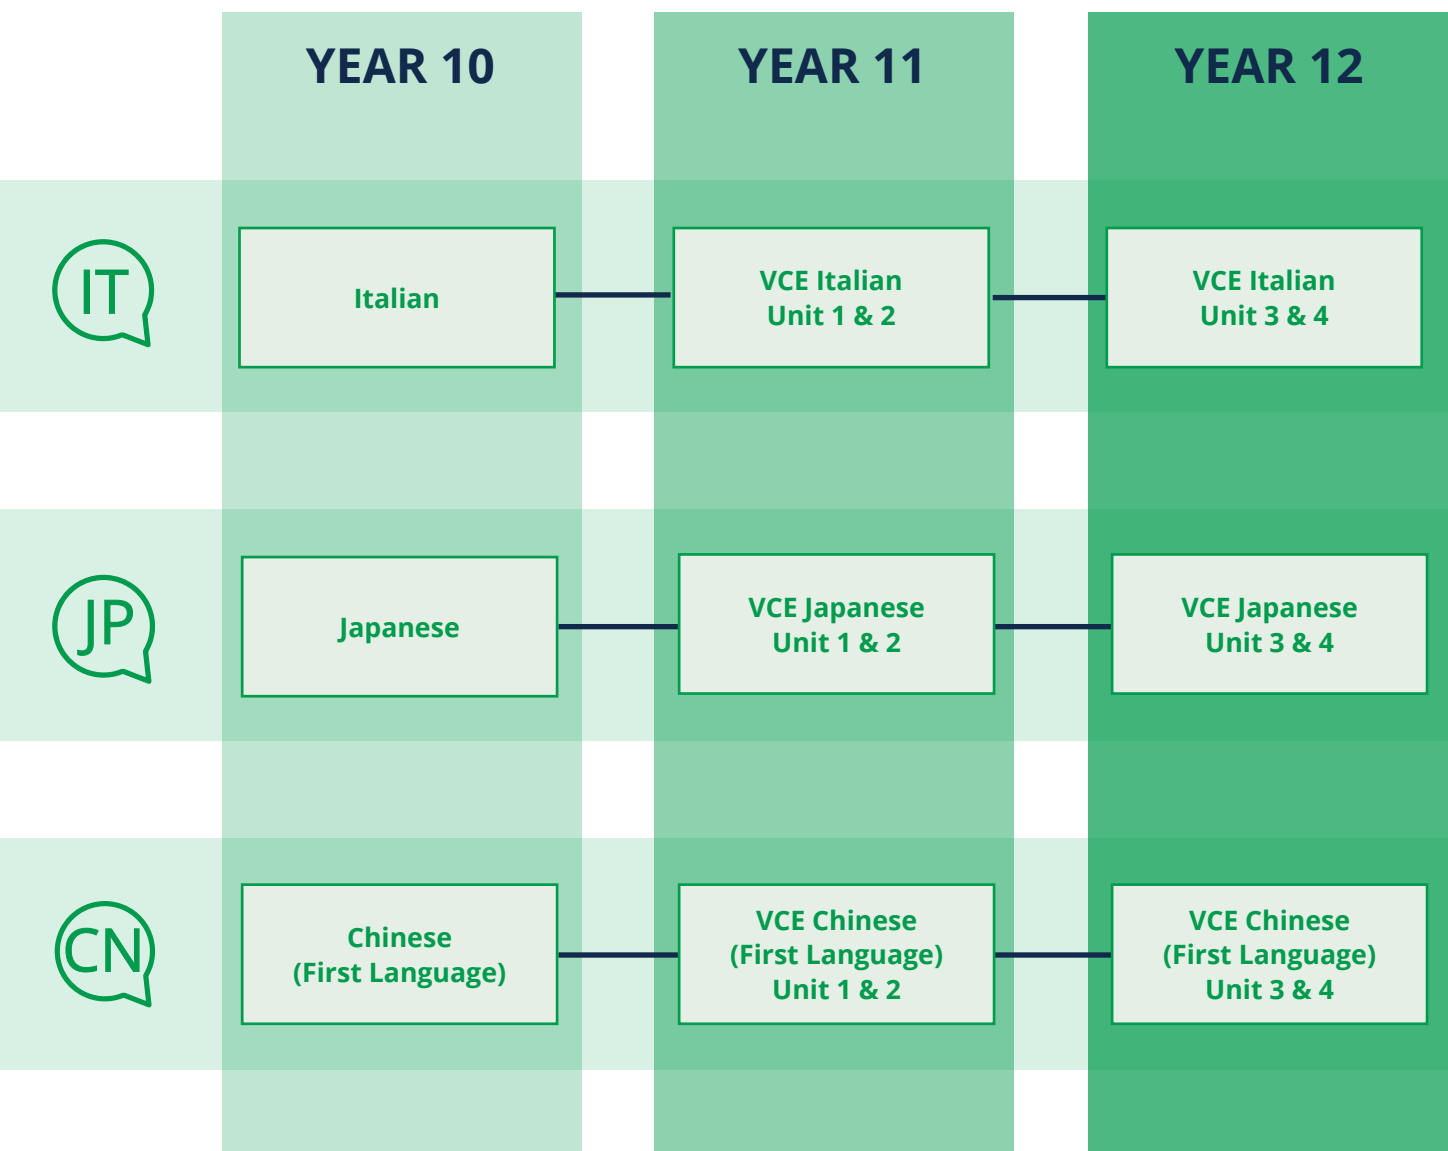 YEAR 10
YEAR 11
YEAR 12
IT
Italian
VCE Italian
Unit 1 & 2
VCE Italian
Unit 3 & 4
JP
Japanese
VCE Japanese
Unit 1 & 2
VCE Japanese
Unit 3 & 4
CN
Chinese
(First Language)
VCE Chinese
(First Language)
Unit 1 & 2
VCE Chinese
(First Language)
Unit 3 & 4